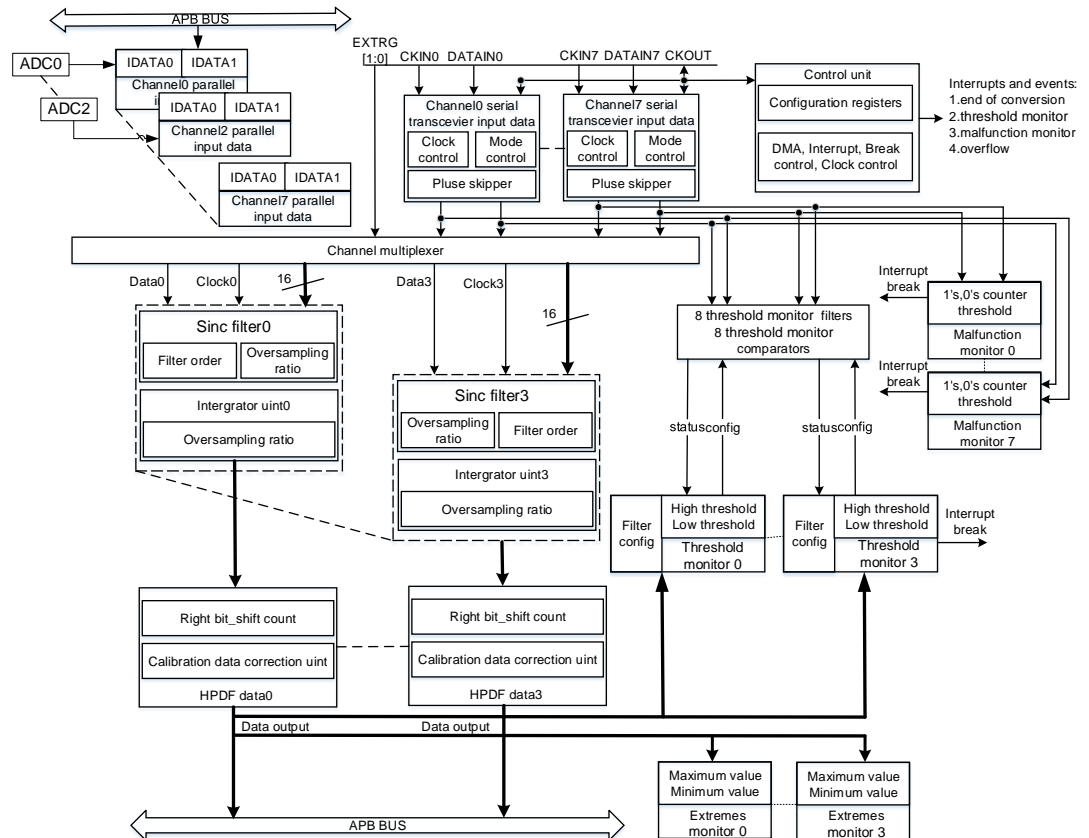 APB BUS
ADC0
IDATA0 IDATA1
Channel0 parallel
ADC2
IDATA0 IDATA1
Channel2 parallel
input data
IDATA0 IDATA1
Channel7 parallel
input data
EXTRG
[1:0]
CKIN0 DATAIN0
CKIN7 DATAIN7 CKOUT
Channel0 serial
transcevier input data
Clock
control
Mode
control
Pluse skipper
Channel7 serial
transcevier input data
Clock
control
Mode
control
Pluse skipper
Control unit
Configuration registers
DMA, Interrupt, Break
control, Clock control
Interrupts and events:
1.end of conversion
2.threshold monitor
3.malfunction monitor
4.overflow
Channel multiplexer
Data0
Clock0
16
Data3
Clock3
16
Sinc filter0
Filter order
Oversampling
ratio
Intergrator uint0
Oversampling ratio
Sinc filter3
Oversampling
ratio
Filter order
Intergrator uint3
Oversampling ratio
8 threshold monitor filters
8 threshold monitor
comparators
Interrupt
break
1's,0's counter
threshold
Malfunction
monitor 0
Interrupt
break
1's,0's counter
threshold
Malfunction
monitor 7
statusconfig
statusconfig
Filter
config
High threshold
Low threshold
Threshold
monitor 0
Filter
config
High threshold
Low threshold
Threshold
monitor 3
Interrupt
break
Right bit_shift count
Calibration data correction uint
HPDF data0
Right bit_shift count
Calibration data correction uint
HPDF data3
Data output
Data output
Maximum value
Minimum value
Extremes
monitor 0
Maximum value
Minimum value
Extremes
monitor 3
APB BUS